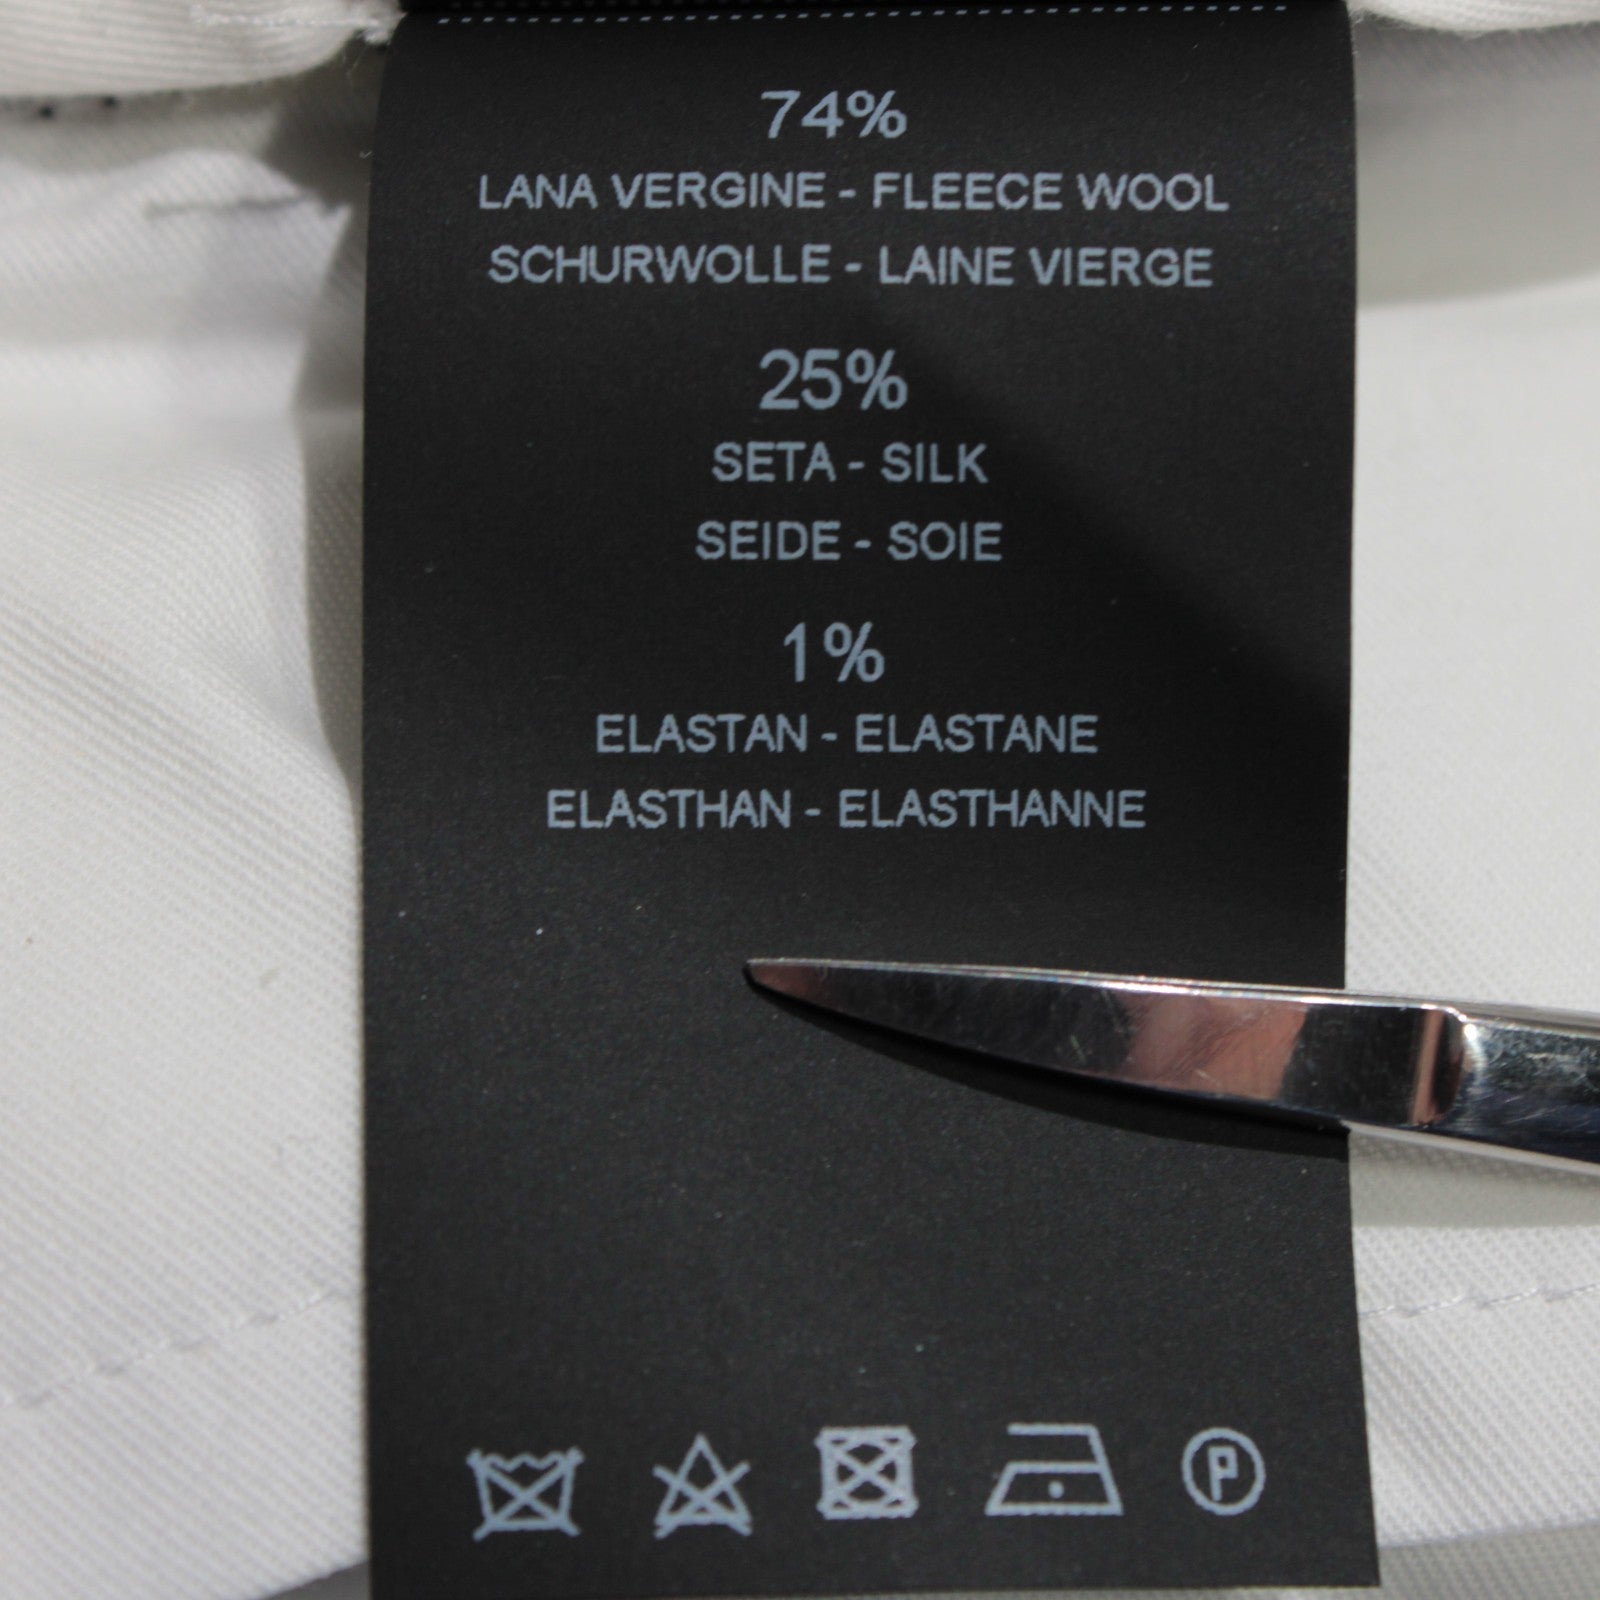 74%
LANA VERGINE - FLEECE WOOL
SCHURWOLLE - LAINE VIERGE
25%
SETA - SILK
SEIDE - SOIE
1%
ELASTAN - ELASTANE
ELASTHAN - ELASTHANNE
P